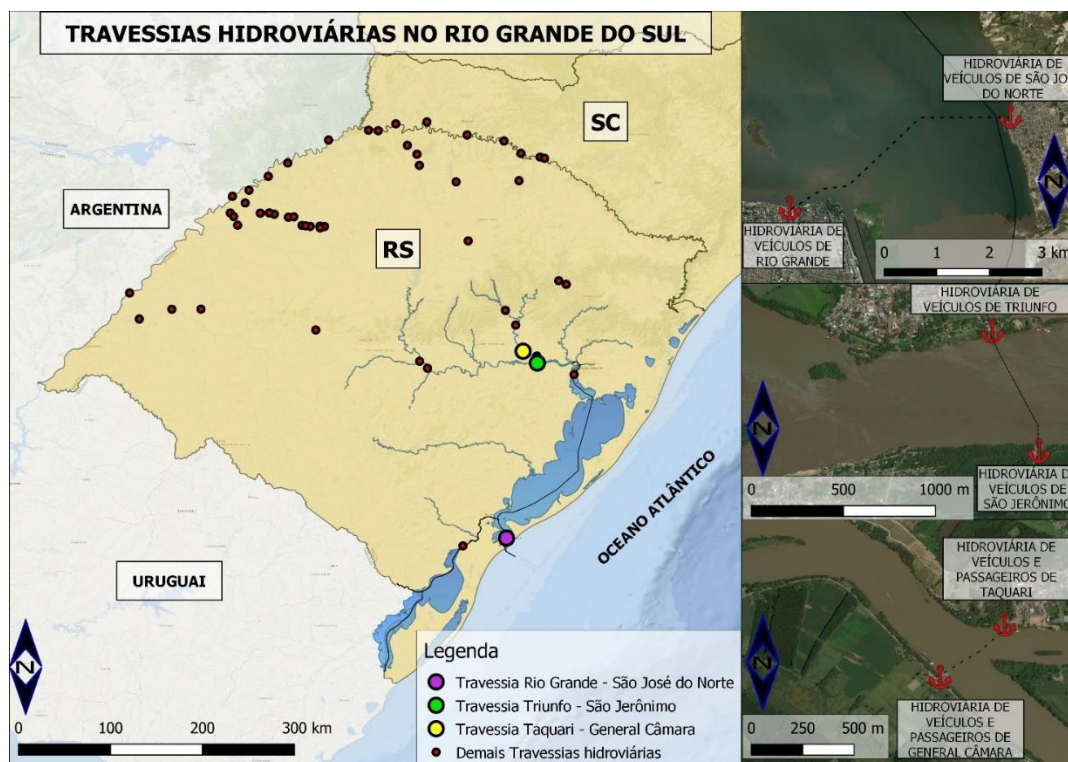 TRAVESSIAS HIDROVIÁRIAS NO RIO GRANDE DO SUL
SC
ARGENTINA
RS
OCEANO ATLÂNTICO
URUGUAI
N
0 100 200 300 km
Legenda
Travessia Rio Grande - São José do Norte
Travessia Triunfo - São Jerônimo
Travessia Taquari - General Câmara
Demais Travessias hidroviárias
HIDROVIÁRIA DE
VEÍCULOS DE SÃO JO
DO NORTE
N
HIDROVIÁRIA DE
VEÍCULOS DE
RIO GRANDE
0 1 2 3 km
HIDROVIÁRIA DE
VEÍCULOS DE TRIUNFO
N
HIDROVIÁRIA D
VEÍCULOS DE
SÃO JERÔNIMO
0 500 1000 m
HIDROVIÁRIA DE
VEÍCULOS E
PASSAGEIROS DE
TAQUARI
N
HIDROVIÁRIA DE
VEÍCULOS E
PASSAGEIROS DE
GENERAL CÂMARA
0 250 500 m